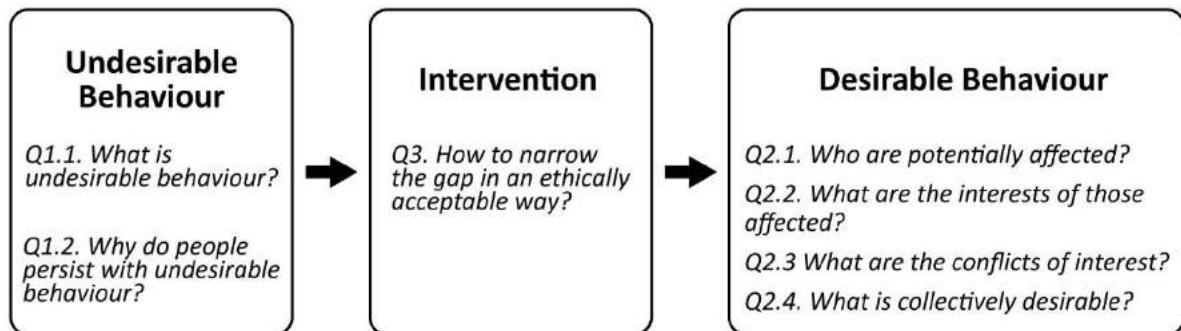 Undesirable
Behaviour
Q1.1. What is
undesirable behaviour?
Q1.2. Why do people
persist with undesirable
behaviour?
Intervention
Q3. How to narrow
the gap in an ethically
acceptable way?
Desirable Behaviour
Q2.1. Who are potentially affected?
Q2.2. What are the interests of those
affected?
Q2.3 What are the conflicts of interest?
Q2.4. What is collectively desirable?